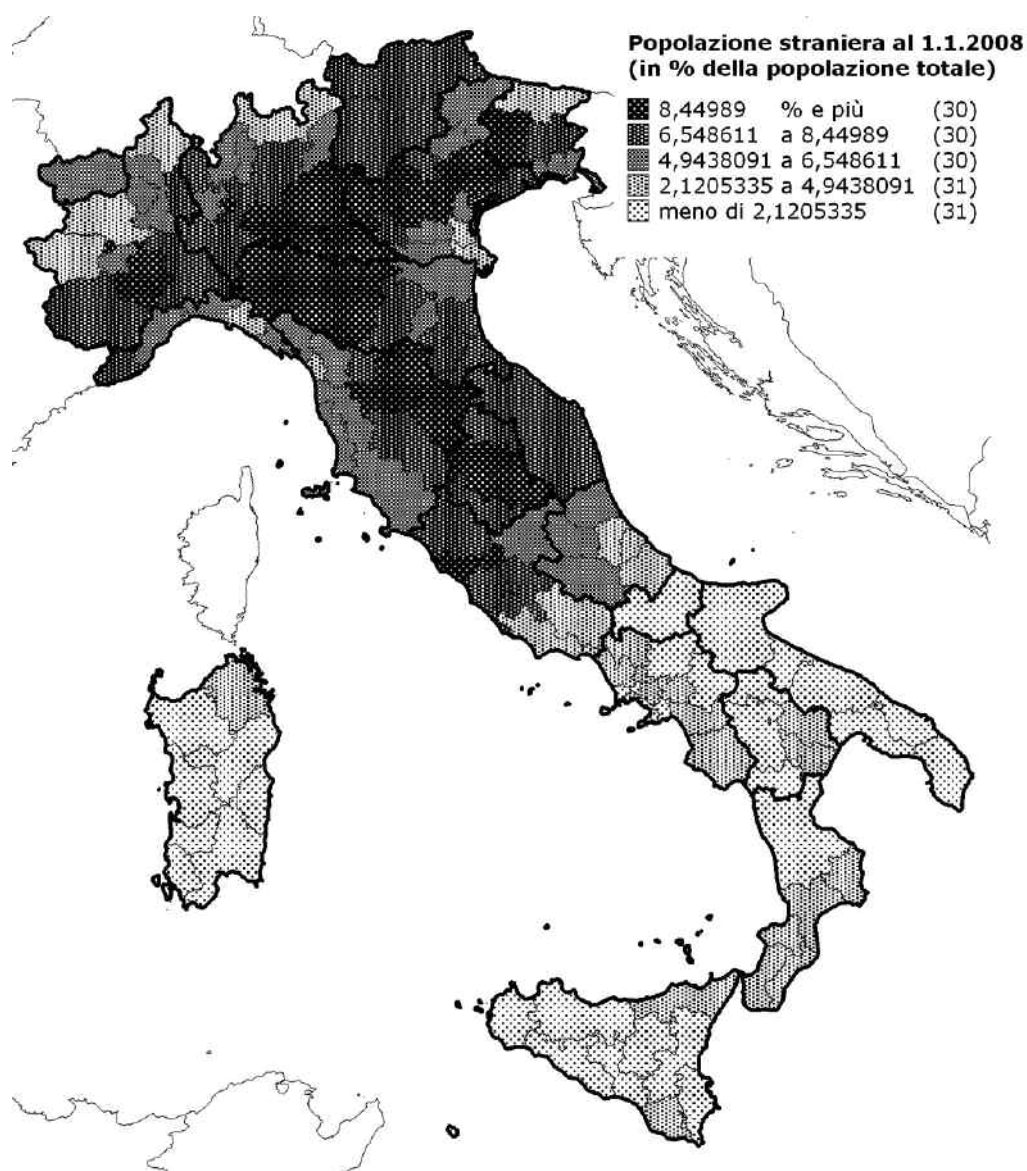 Popolazione straniera al 1.1.2008
(in % della popolazione totale)
8,44989 % e più (30)
6,548611 a 8,44989 (30)
4,9438091 a 6,548611 (30)
2,1205335 a 4,9438091 (31)
meno di 2,1205335 (31)